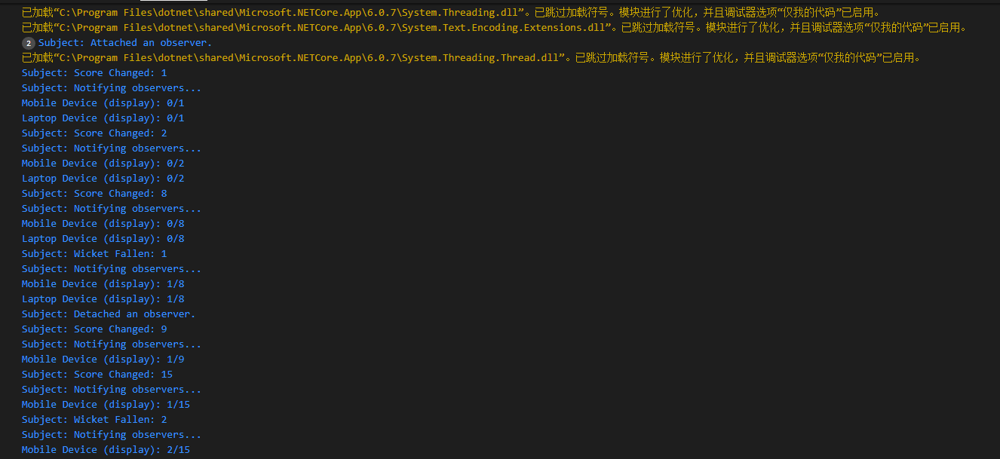 已加载“C:\Program Files\dotnet\shared\Microsoft.NETCore.App\6.0.7\System.Threading.dll”。已跳过加载符号。模块进行了优化，并且调试器选项“仅我的代码”已启用。
已加载“C:\Program Files\dotnet\shared\Microsoft.NETCore.App\6.0.7\System.Text.Encoding.Extensions.dll”。已跳过加载符号。模块进行了优化，并且调试器选项“仅我的代码”已启用。
2 Subject: Attached an observer.
已加载“C:\Program Files\dotnet\shared\Microsoft.NETCore.App\6.0.7\System.Threading.Thread.dll”。已跳过加载符号。模块进行了优化，并且调试器选项“仅我的代码”已启用。
Subject: Score Changed: 1
Subject: Notifying observers...
Mobile Device (display): 0/1
Laptop Device (display): 0/1
Subject: Score Changed: 2
Subject: Notifying observers...
Mobile Device (display): 0/2
Laptop Device (display): 0/2
Subject: Score Changed: 8
Subject: Notifying observers...
Mobile Device (display): 0/8
Laptop Device (display): 0/8
Subject: Wicket Fallen: 1
Subject: Notifying observers...
Mobile Device (display): 1/8
Laptop Device (display): 1/8
Subject: Detached an observer.
Subject: Score Changed: 9
Subject: Notifying observers...
Mobile Device (display): 1/9
Subject: Score Changed: 15
Subject: Notifying observers...
Mobile Device (display): 1/15
Subject: Wicket Fallen: 2
Subject: Notifying observers...
Mobile Device (display): 2/15